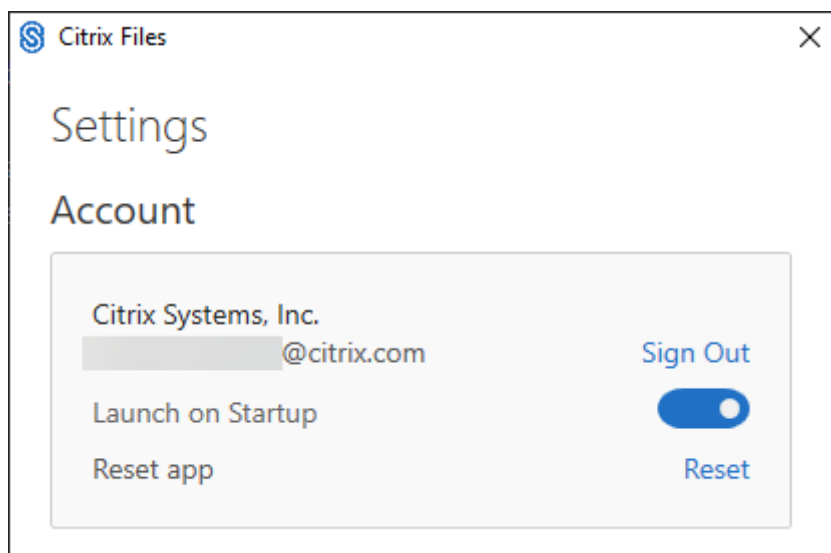 Citrix Files
Settings
Account
Citrix Systems, Inc.
@citrix.com Sign Out
Launch on Startup
Reset app Reset